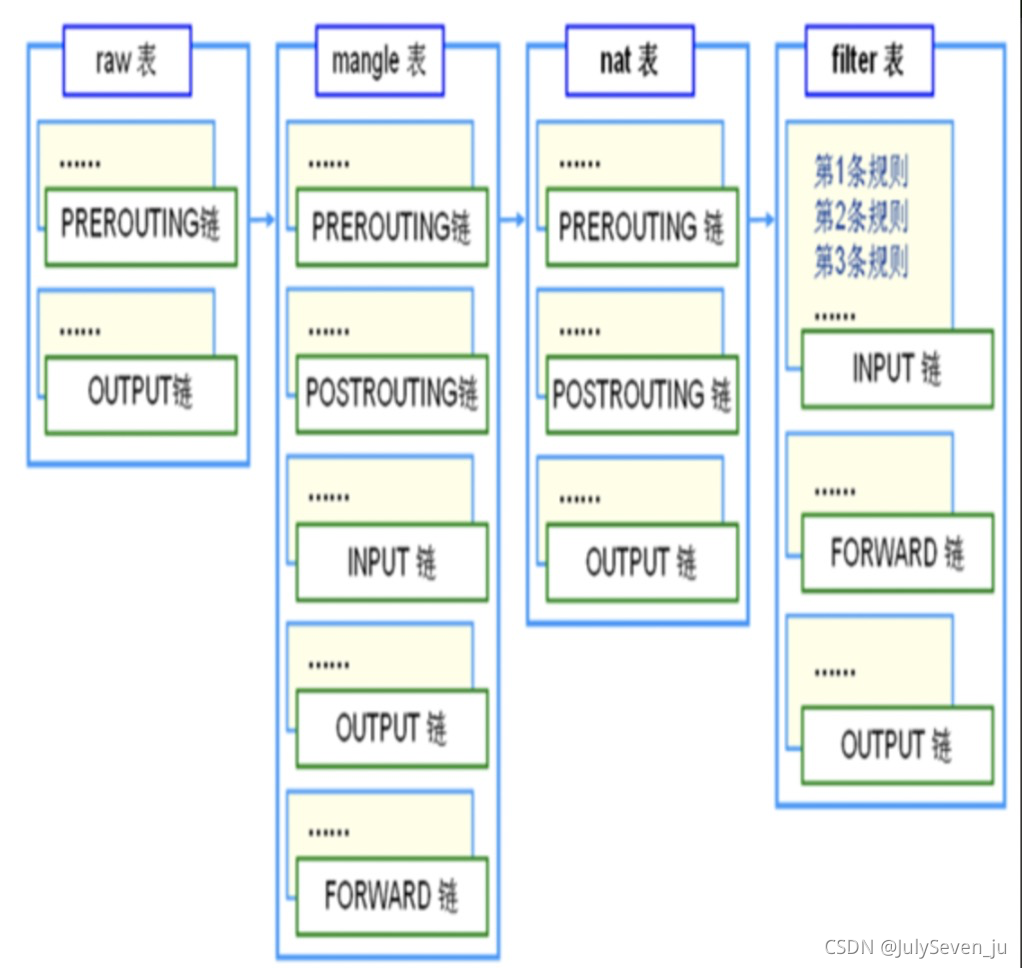 raw 表
……
PREROUTING链
……
OUTPUT链
mangle 表
……
PREROUTING链
……
POSTROUTING链
……
INPUT 链
……
OUTPUT 链
……
FORWARD 链
nat 表
……
PREROUTING 链
……
POSTROUTING 链
……
OUTPUT 链
filter 表
第1条规则
第2条规则
第3条规则
……
INPUT 链
……
FORWARD 链
……
OUTPUT 链
CSDN @JulySeven_ju